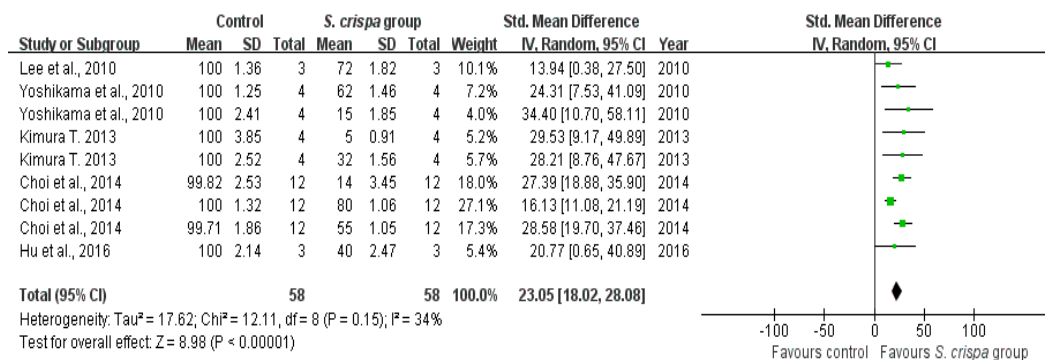 Control S. crispa group Std. Mean Difference Std. Mean Difference
Study or Subgroup Mean SD Total Mean SD Total Weight IV, Random, 95% CI Year IV, Random, 95% CI
Lee et al., 2010 100 1.36 3 72 1.82 3 10.1% 13.94 [0.38, 27.50] 2010
Yoshikama et al., 2010 100 1.25 4 62 1.46 4 7.2% 24.31 [7.53, 41.09] 2010
Yoshikama et al., 2010 100 2.41 4 15 1.85 4 4.0% 34.40 [10.70, 58.11] 2010
Kimura T. 2013 100 3.85 4 5 0.91 4 5.2% 29.53 [9.17, 49.89] 2013
Kimura T. 2013 100 2.52 4 32 1.56 4 5.7% 28.21 [8.76, 47.67] 2013
Choi et al., 2014 99.82 2.53 12 14 3.45 12 18.0% 27.39 [18.88, 35.90] 2014
Choi et al., 2014 100 1.32 12 80 1.06 12 27.1% 16.13 [11.08, 21.19] 2014
Choi et al., 2014 99.71 1.86 12 55 1.05 12 17.3% 28.58 [19.70, 37.46] 2014
Hu et al., 2016 100 2.14 3 40 2.47 3 5.4% 20.77 [0.65, 40.89] 2016
Total (95% CI) 58 58 100.0% 23.05 [18.02, 28.08]
Heterogeneity: Tau² = 17.62; Chi² = 12.11, df = 8 (P = 0.15); I² = 34%
Test for overall effect: Z = 8.98 (P < 0.00001)
-100 -50 0 50 100
Favours control Favours S. crispa group